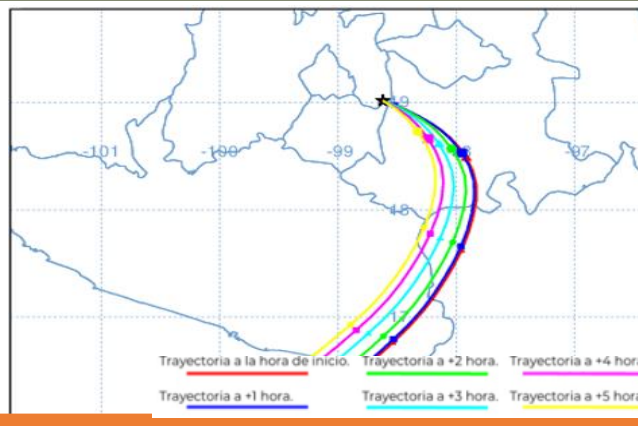 19
-101 -100 -99 -98 -97
18
17
Trayectoria a la hora de inicio. Trayectoria a +2 hora. Trayectoria a +4 hora
Trayectoria a +1 hora. Trayectoria a +3 hora. Trayectoria a +5 hora